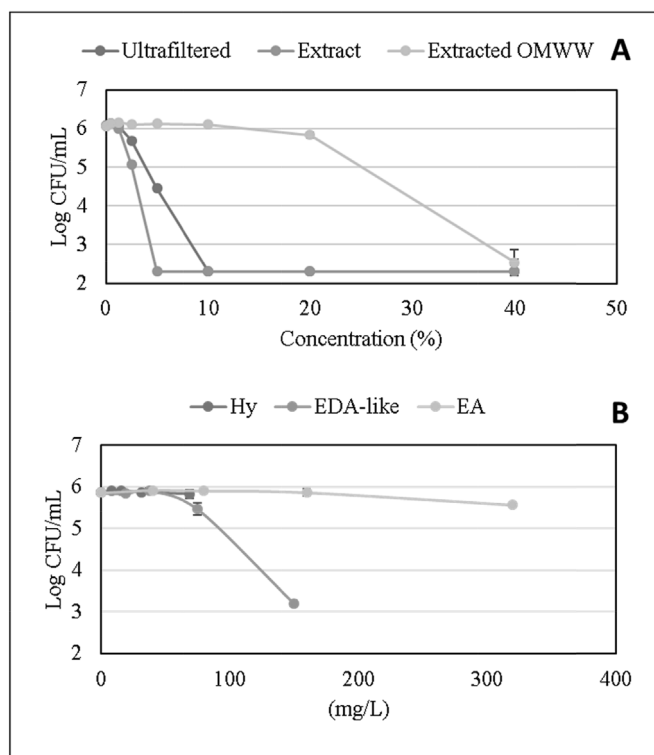 Ultrafiltered Extract Extracted OMWW A
7
6
5
4
3
2
Log CFU/mL
0 10 20 30 40 50
Concentration (%)
Hy EDA-like EA B
7
6
5
4
3
2
Log CFU/mL
0 100 200 300 400
(mg/L)